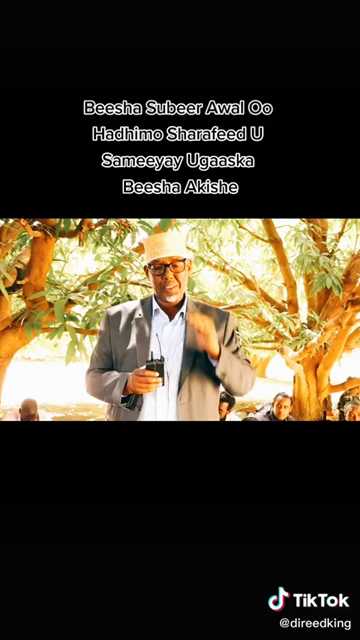 Beesha Subeer Awal Oo
Hadhimo Sharafeed U
Sameeyay Ugaaska
Beesha Akishe
TikTok
@direedking